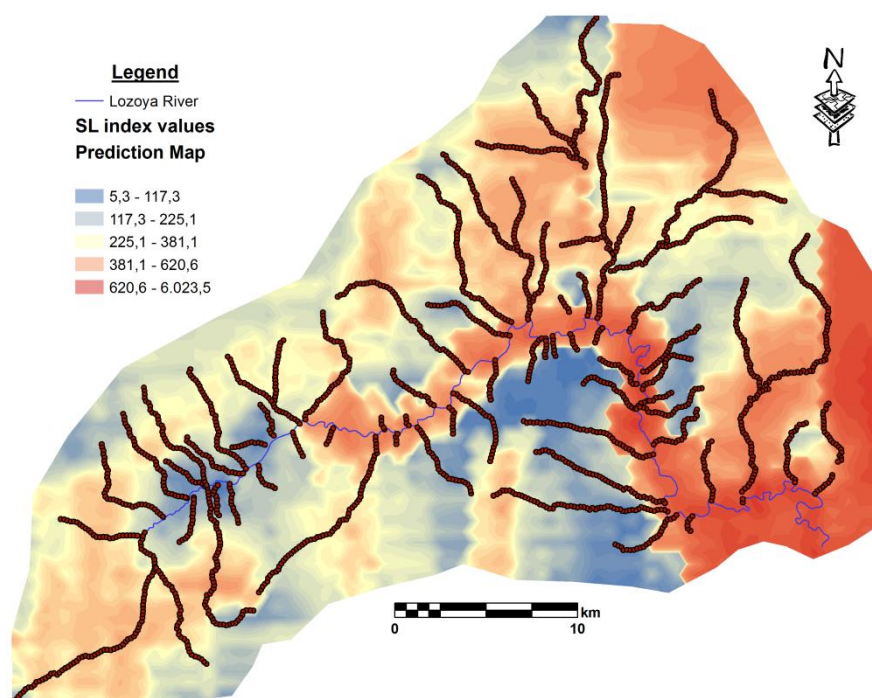 Legend
Lozoya River
SL index values
Prediction Map
5,3 - 117,3
117,3 - 225,1
225,1 - 381,1
381,1 - 620,6
620,6 - 6.023,5
N
km
0 10